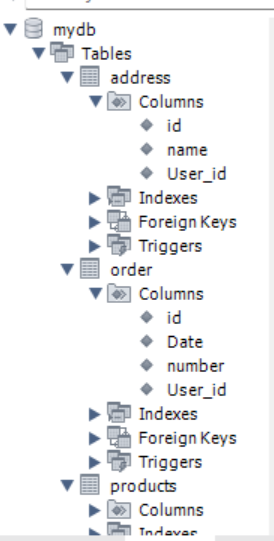 mydb
Tables
address
Columns
id
name
User_id
Indexes
Foreign Keys
Triggers
order
Columns
id
Date
number
User_id
Indexes
Foreign Keys
Triggers
products
Columns
Indexes